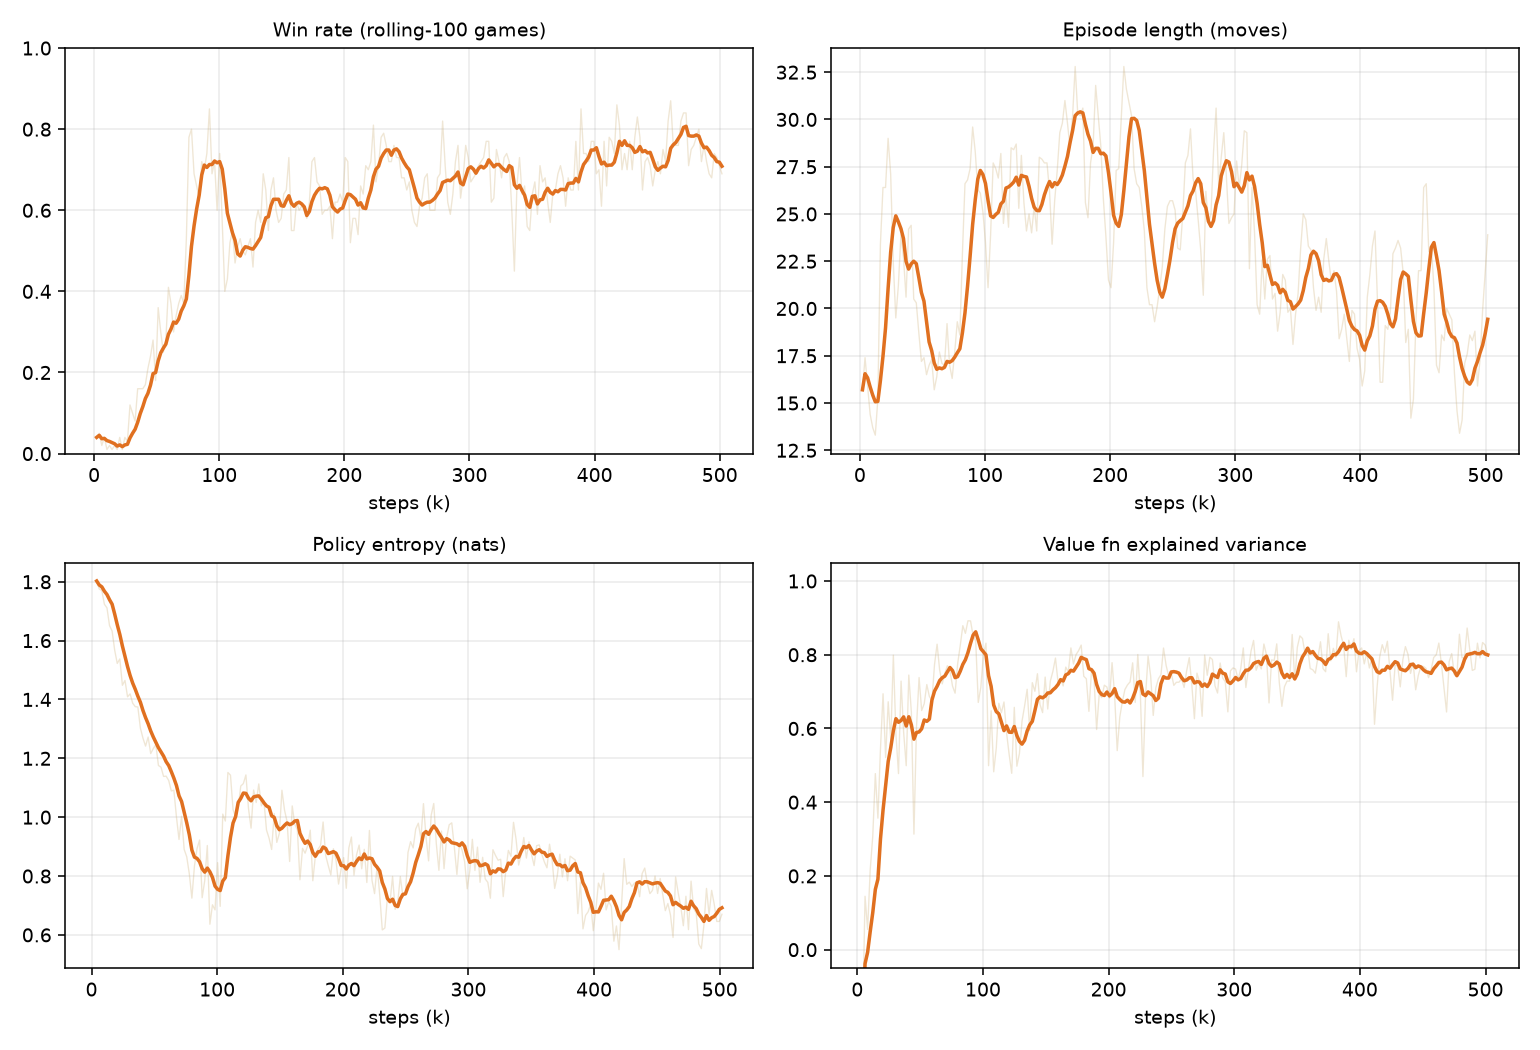 Win rate (rolling-100 games)
1.0
0.8
0.6
0.4
0.2
0.0
0 100 200 300 400 500
steps (k)
Episode length (moves)
32.5
30.0
27.5
25.0
22.5
20.0
17.5
15.0
12.5
0 100 200 300 400 500
steps (k)
Policy entropy (nats)
1.8
1.6
1.4
1.2
1.0
0.8
0.6
0 100 200 300 400 500
steps (k)
Value fn explained variance
1.0
0.8
0.6
0.4
0.2
0.0
0 100 200 300 400 500
steps (k)